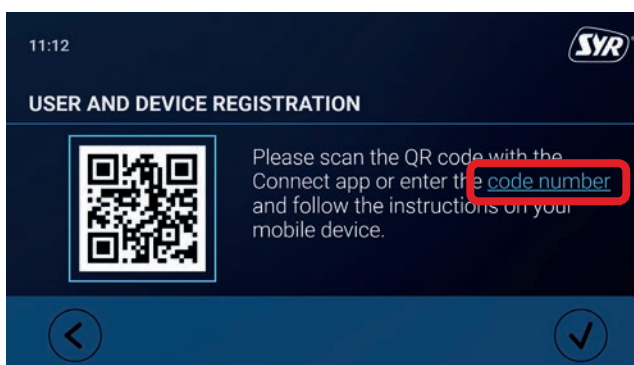 11:12
SYR
USER AND DEVICE REGISTRATION
Please scan the QR code with the
Connect app or enter the code number
and follow the instructions on your
mobile device.